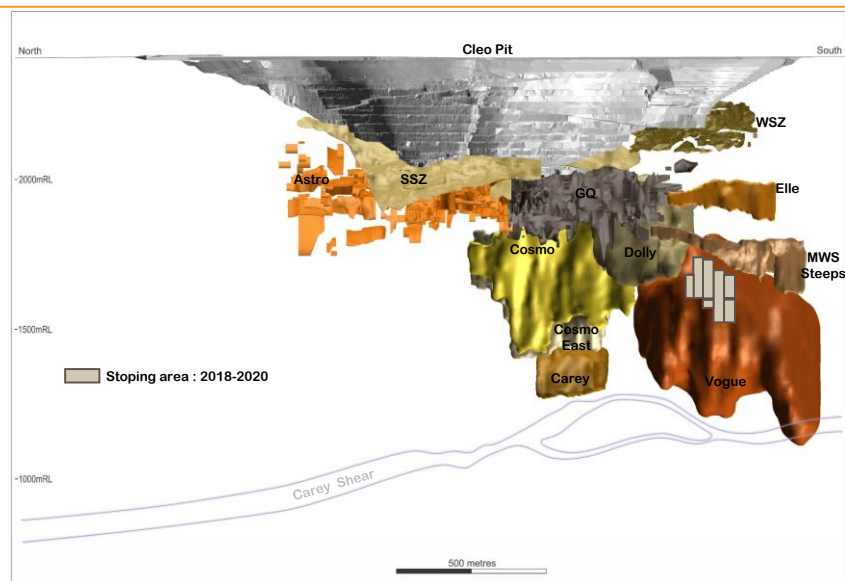 North
Cleo Pit
South
WSZ
-2000mRL
Astro
SSZ
GQ
Elle
Cosmo
Dolly
MWS
Steeps
-1500mRL
Cosmo
East
Stoping area : 2018-2020
Carey
Vogue
-1000mRL
Carey Shear
500 metres